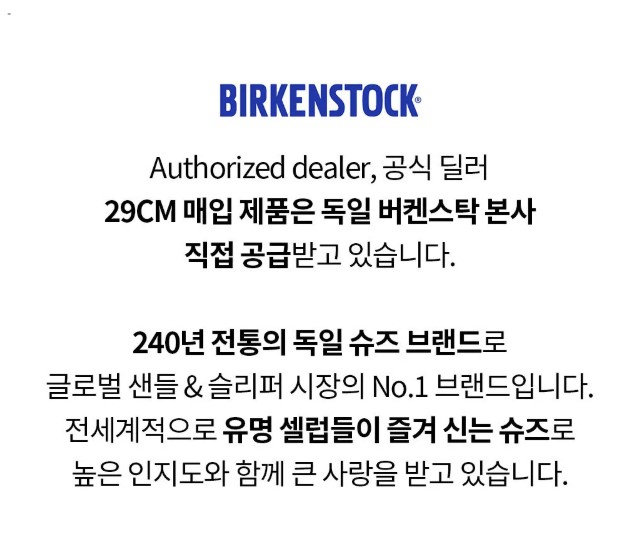 BIRKENSTOCK®
Authorized dealer, 공식 딜러
29CM 매입 제품은 독일 버켄스탁 본사
직접 공급받고 있습니다.
240년 전통의 독일 슈즈 브랜드로
글로벌 샌들 & 슬리퍼 시장의 No.1 브랜드입니다.
전세계적으로 유명 셀럽들이 즐겨 신는 슈즈로
높은 인지도와 함께 큰 사랑을 받고 있습니다.